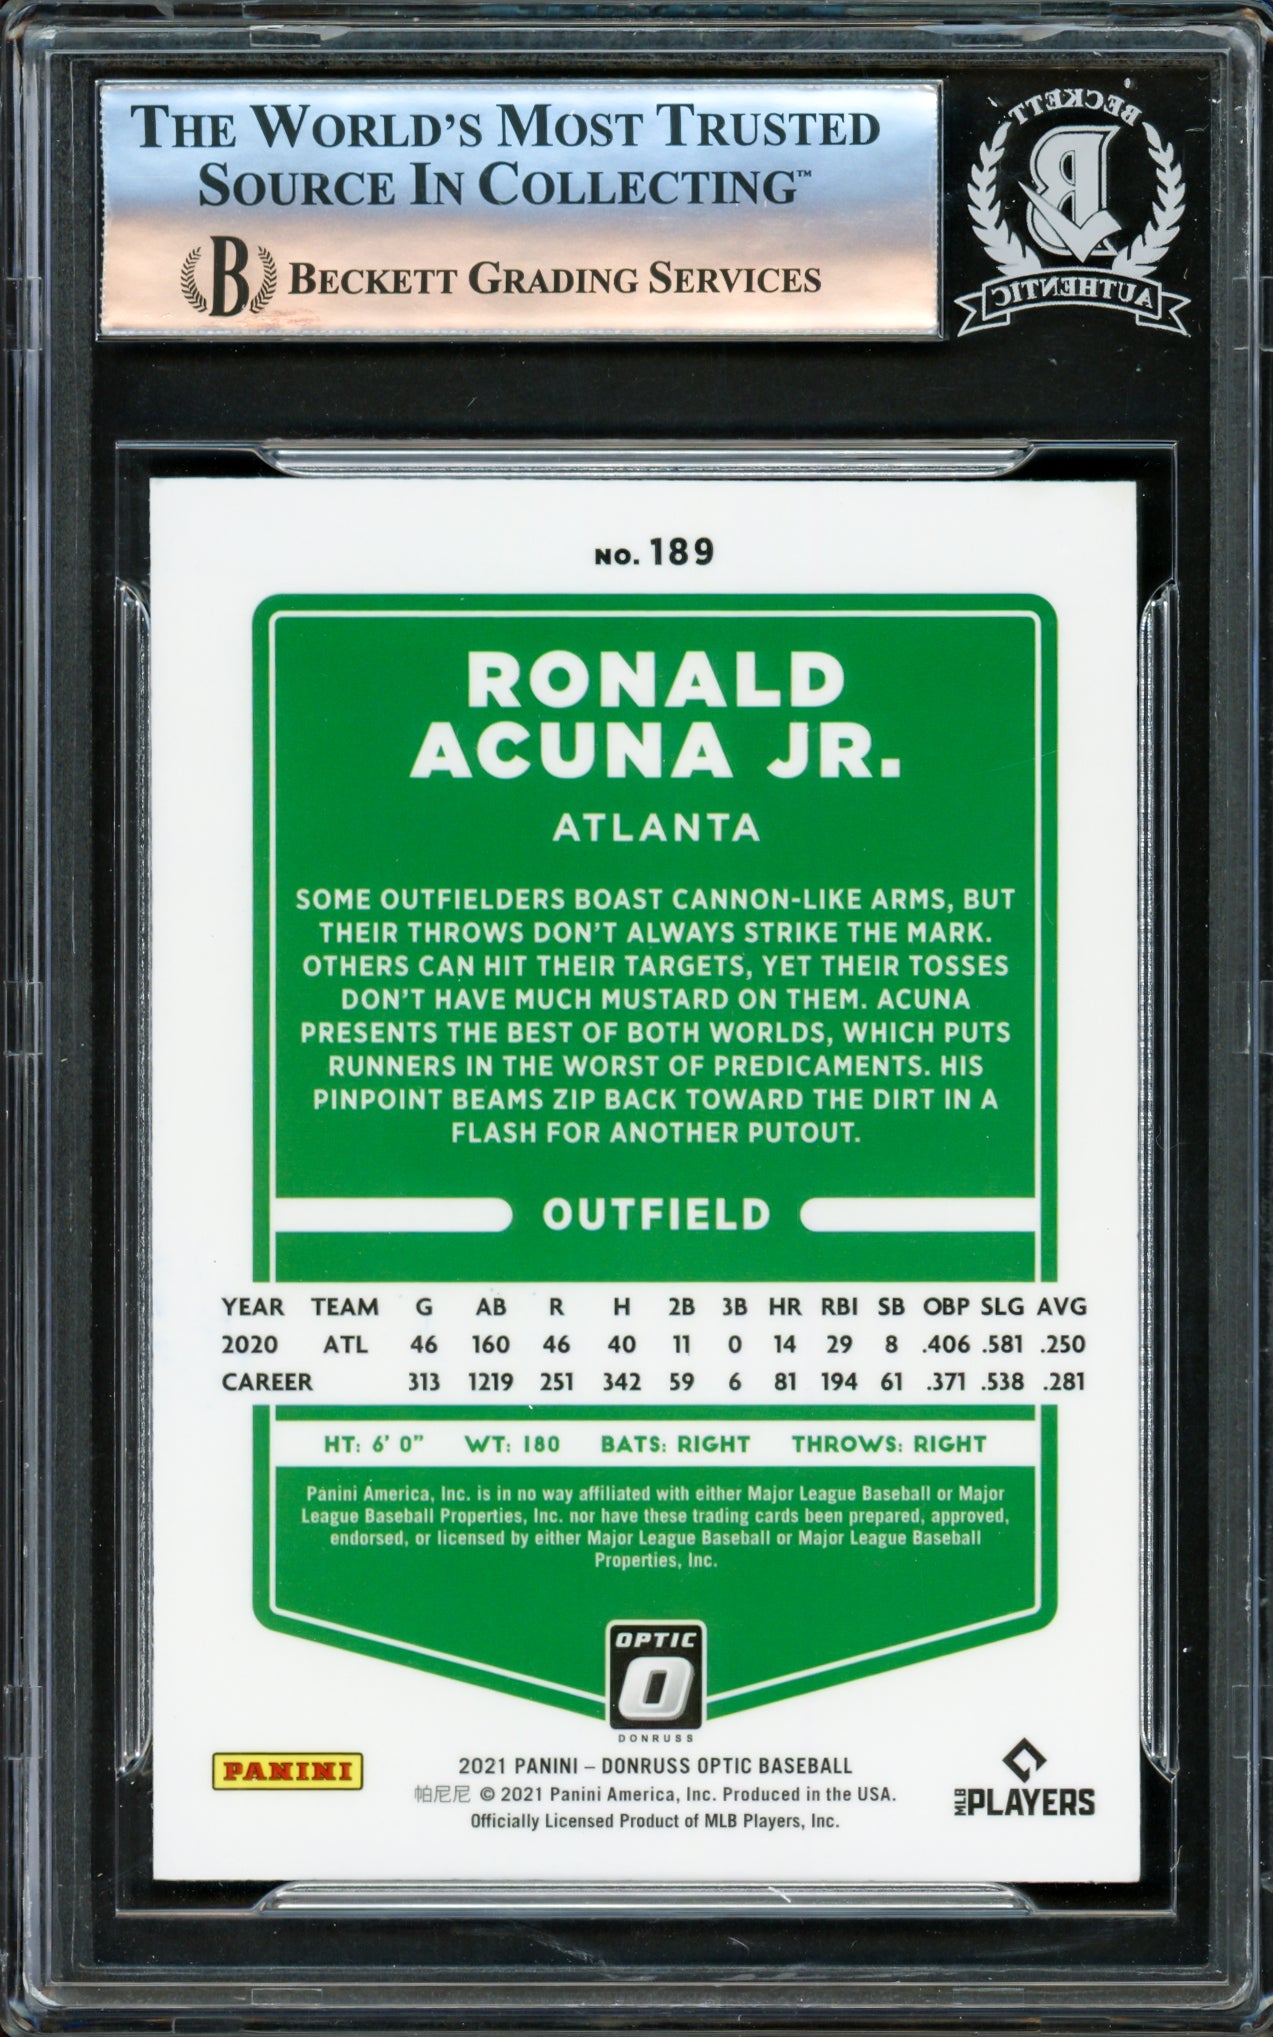 THE WORLD'S MOST TRUSTED
SOURCE IN COLLECTING™
B BECKETT GRADING SERVICES
BECKETT
B
AUTHENTIC
NO. 189
RONALD
ACUNA JR.
ATLANTA
SOME OUTFIELDERS BOAST CANNON-LIKE ARMS, BUT
THEIR THROWS DON'T ALWAYS STRIKE THE MARK.
OTHERS CAN HIT THEIR TARGETS, YET THEIR TOSSES
DON'T HAVE MUCH MUSTARD ON THEM. ACUNA
PRESENTS THE BEST OF BOTH WORLDS, WHICH PUTS
RUNNERS IN THE WORST OF PREDICAMENTS. HIS
PINPOINT BEAMS ZIP BACK TOWARD THE DIRT IN A
FLASH FOR ANOTHER PUTOUT.
OUTFIELD
YEAR TEAM G AB R H 2B 3B HR RBI SB OBP SLG AVG
2020 ATL 46 160 46 40 11 0 14 29 8 .406 .581 .250
CAREER 313 1219 251 342 59 6 81 194 61 .371 .538 .281
HT: 6' 0" WT: 180 BATS: RIGHT THROWS: RIGHT
Panini America, Inc. is in no way affiliated with either Major League Baseball or Major
League Baseball Properties, Inc. nor have these trading cards been prepared, approved,
endorsed, or licensed by either Major League Baseball or Major League Baseball
Properties, Inc.
OPTIC
O
DONRUSS
PANINI
2021 PANINI – DONRUSS OPTIC BASEBALL
帕尼尼 © 2021 Panini America, Inc. Produced in the USA.
Officially Licensed Product of MLB Players, Inc.
MLB PLAYERS